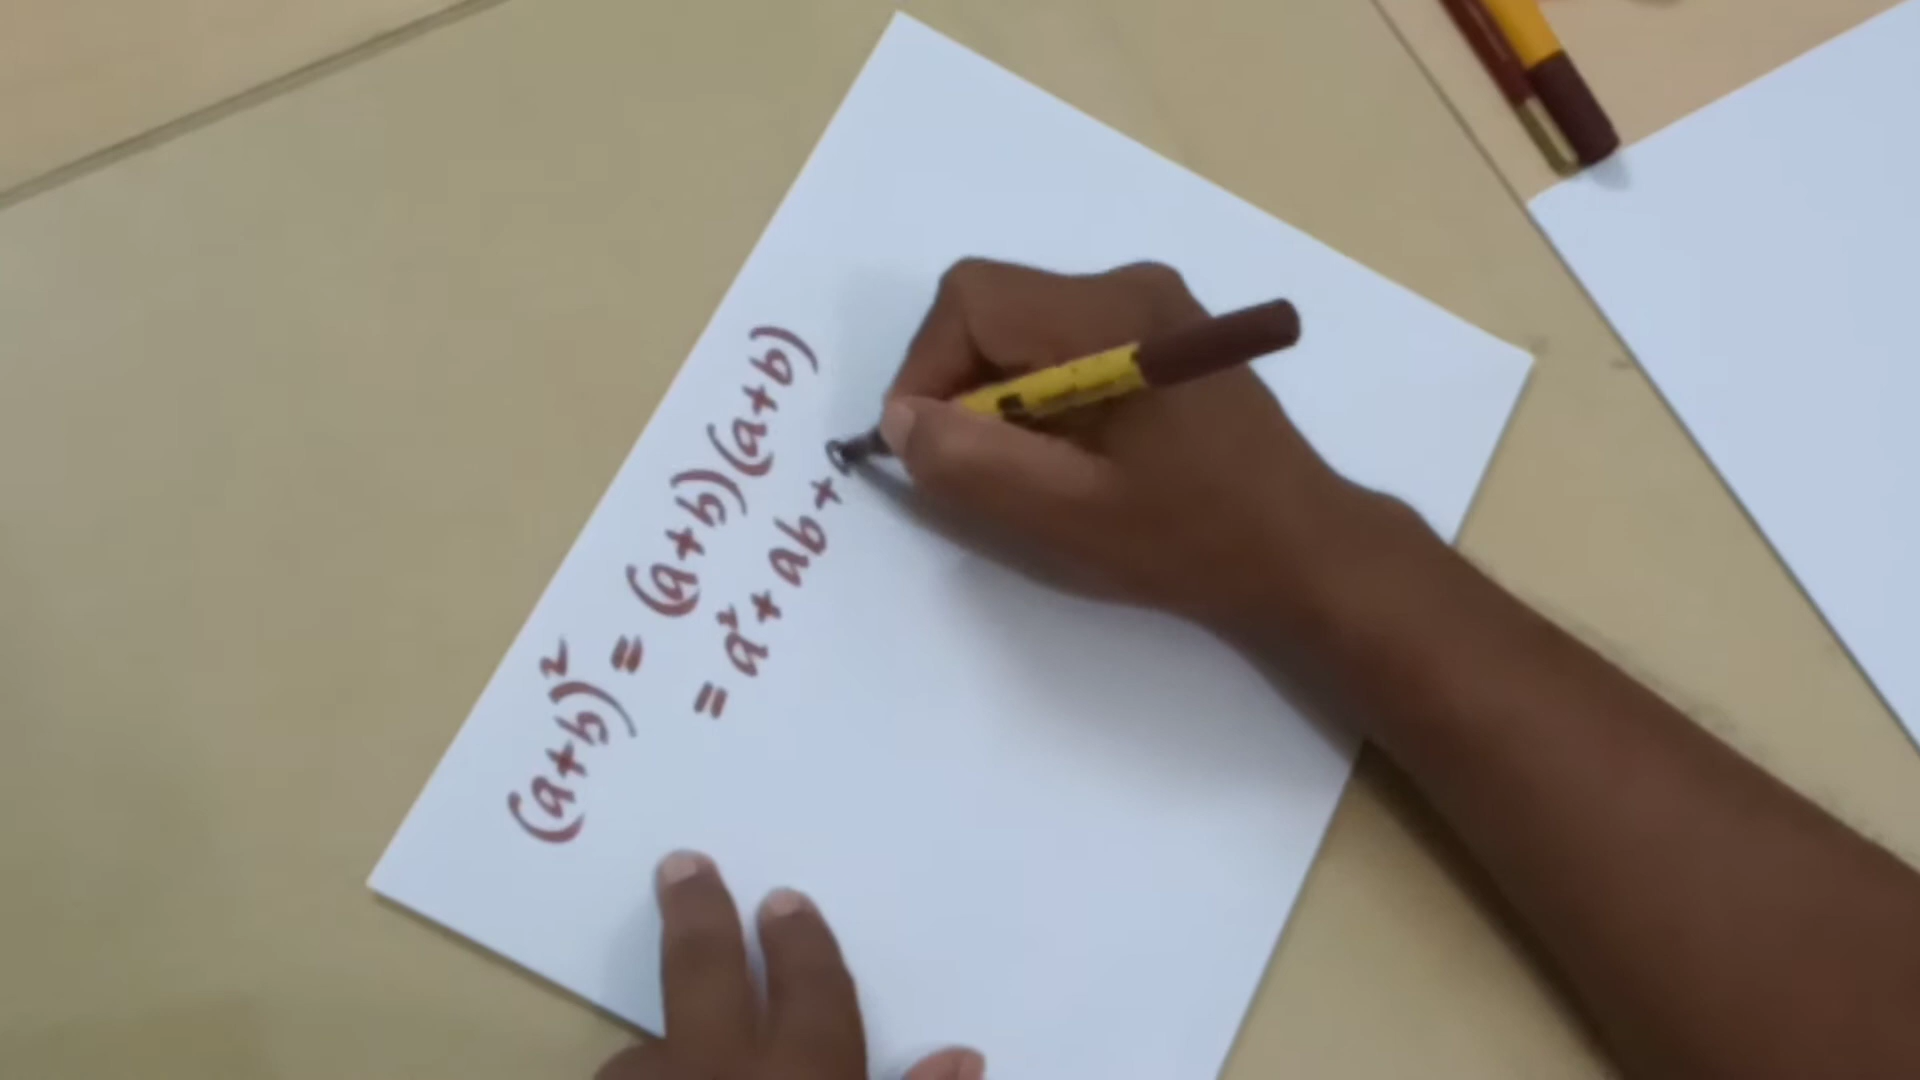 (a+b)² = (a+b)(a+b)
= a² + ab +